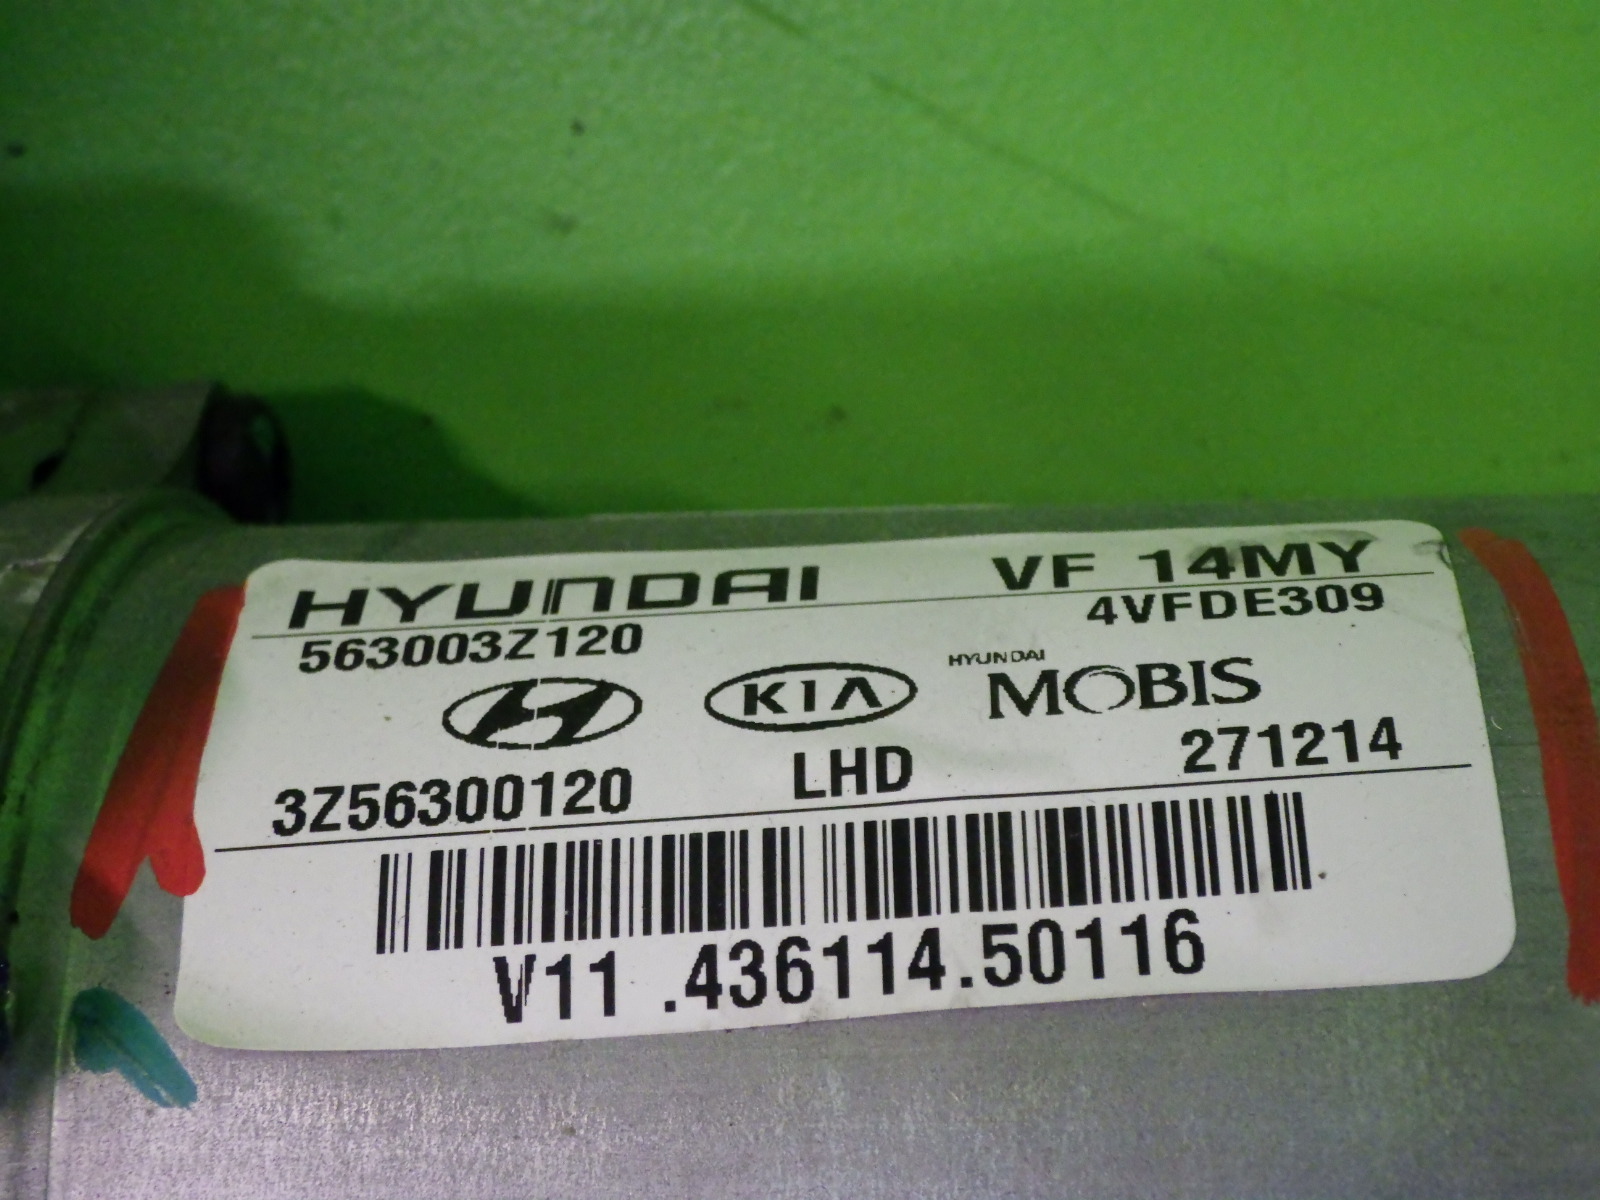 HYUNDAI VF 14MY
563003Z120 4VFDE309
KIA HYUNDAI MOBIS
3Z56300120 LHD 271214
V11 .436114.50116